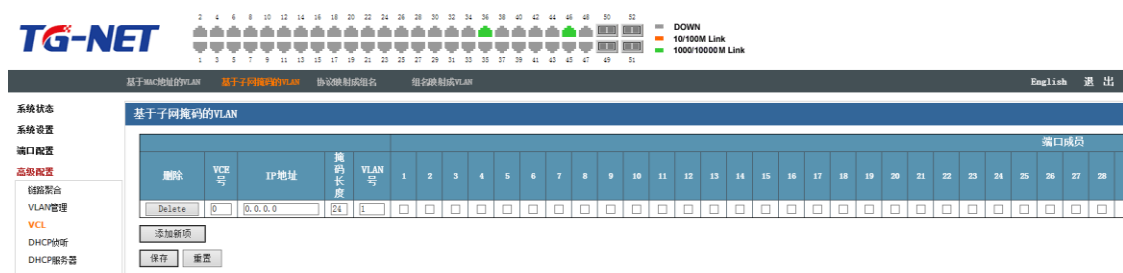 TG-NET
2 4 6 8 10 12 14 16 18 20 22 24 26 28 30 32 34 36 38 40 42 44 46 48 50 52
DOWN
10/100M Link
1000/10000M Link
1 3 5 7 9 11 13 15 17 19 21 23 25 27 29 31 33 35 37 39 41 43 45 47 49 51
基于MAC地址的VLAN 基于子网掩码的VLAN 协议映射成组名 组名映射成VLAN English 退 出
系统状态
系统设置
端口配置
高级配置
链路聚合
VLAN管理
VCL
DHCP侦听
DHCP服务器
基于子网掩码的VLAN
端口成员
删除 VCE号 IP地址 掩码长度 VLAN号 1 2 3 4 5 6 7 8 9 10 11 12 13 14 15 16 17 18 19 20 21 22 23 24 25 26 27 28
Delete 0 0.0.0.0 24 1
添加新项
保存 重置